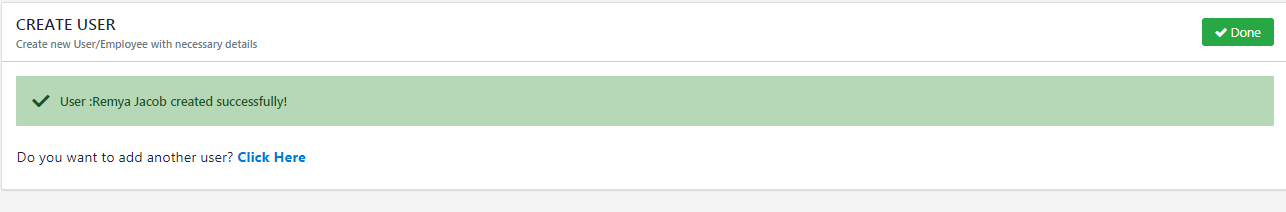 CREATE USER
Create new User/Employee with necessary details
Done
User :Remya Jacob created successfully!
Do you want to add another user? Click Here